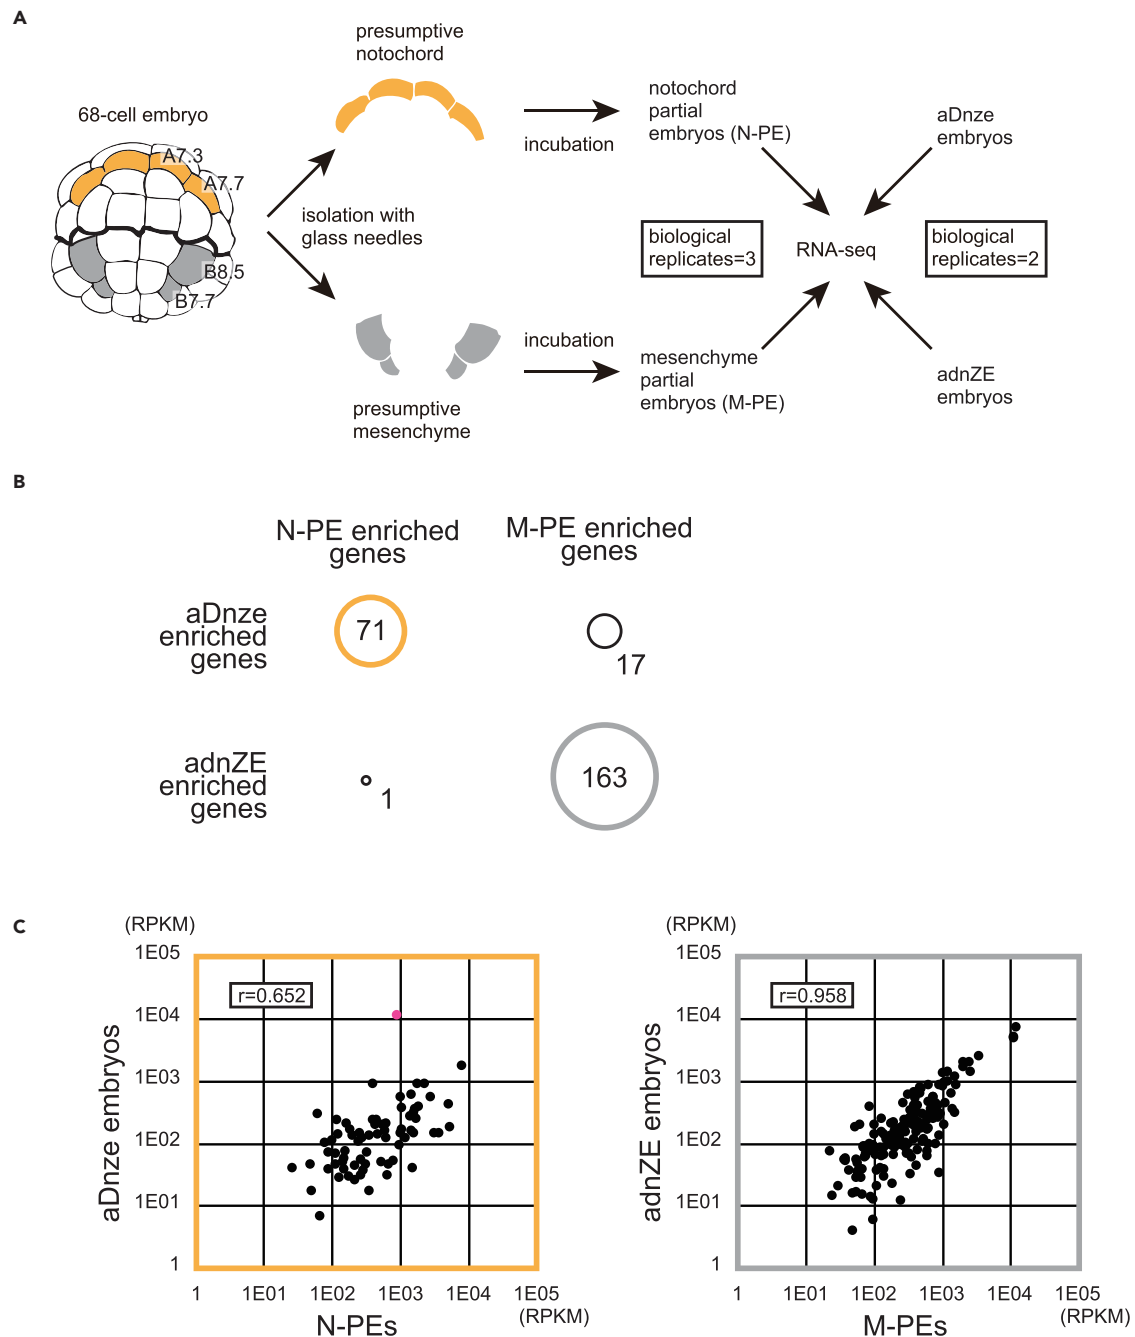 A
presumptive
notochord
68-cell embryo
A7.3
A7.7
B8.5
B7.7
isolation with
glass needles
presumptive
mesenchyme
incubation
incubation
notochord
partial
embryos (N-PE)
aDnze
embryos
biological
replicates=3
RNA-seq
biological
replicates=2
mesenchyme
partial
embryos (M-PE)
adnZE
embryos
B
N-PE enriched
genes
M-PE enriched
genes
aDnze
enriched
genes
71
17
adnZE
enriched
genes
1
163
C
(RPKM)
1E05
1E04
1E03
1E02
1E01
1
aDnze embryos
r=0.652
1
1E01
1E02
1E03
1E04
1E05
(RPKM)
N-PEs
(RPKM)
1E05
1E04
1E03
1E02
1E01
1
adnZE embryos
r=0.958
1
1E01
1E02
1E03
1E04
1E05
(RPKM)
M-PEs